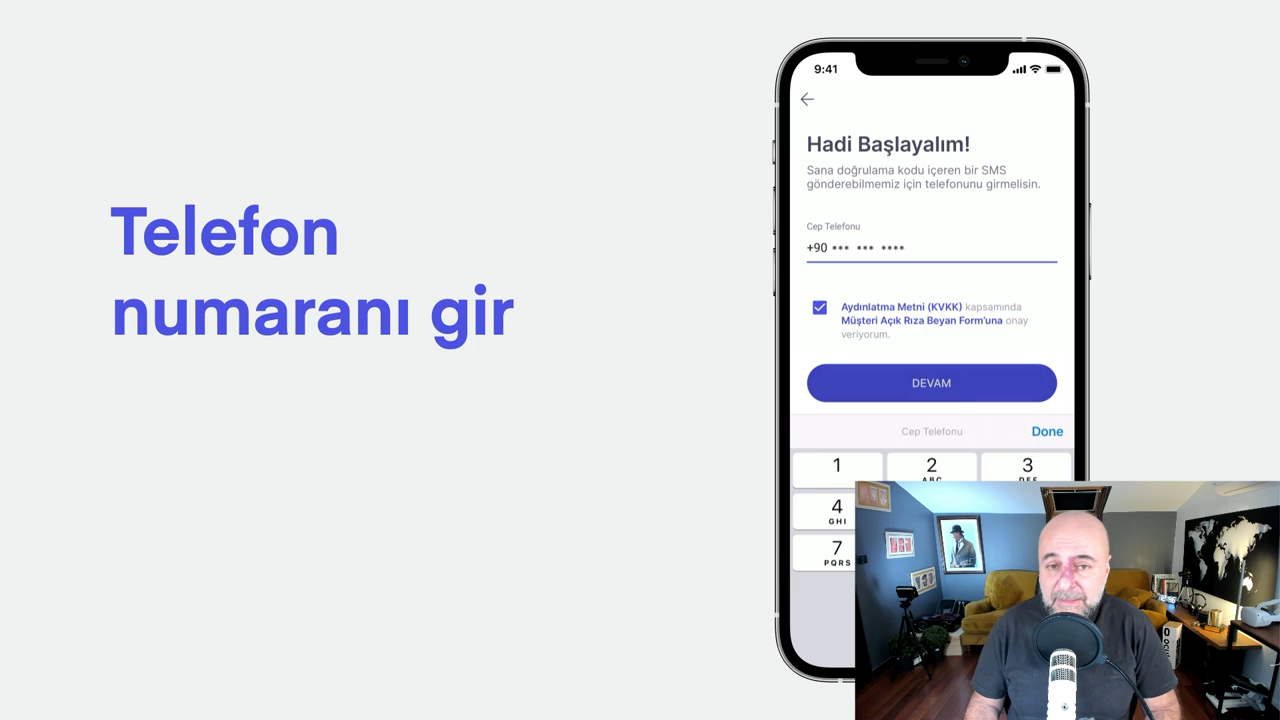 Telefon
numaranı gir
9:41
Hadi Başlayalım!
Sana doğrulama kodu içeren bir SMS
gönderebilmemiz için telefonunu girmelisin.
Cep Telefonu
+90 *** *** ****
Aydınlatma Metni (KVKK) kapsamında
Müşteri Açık Rıza Beyan Form'una onay
veriyorum.
DEVAM
Cep Telefonu Done
1 2 3
ABC DEF
4
GHI
7
PQRS